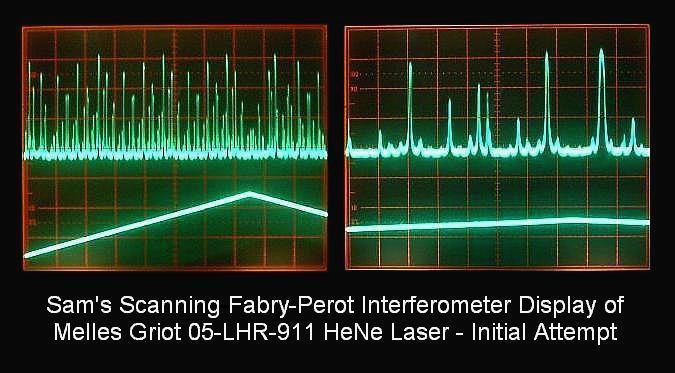 Sam's Scanning Fabry-Perot Interferometer Display of
Melles Griot 05-LHR-911 HeNe Laser - Initial Attempt